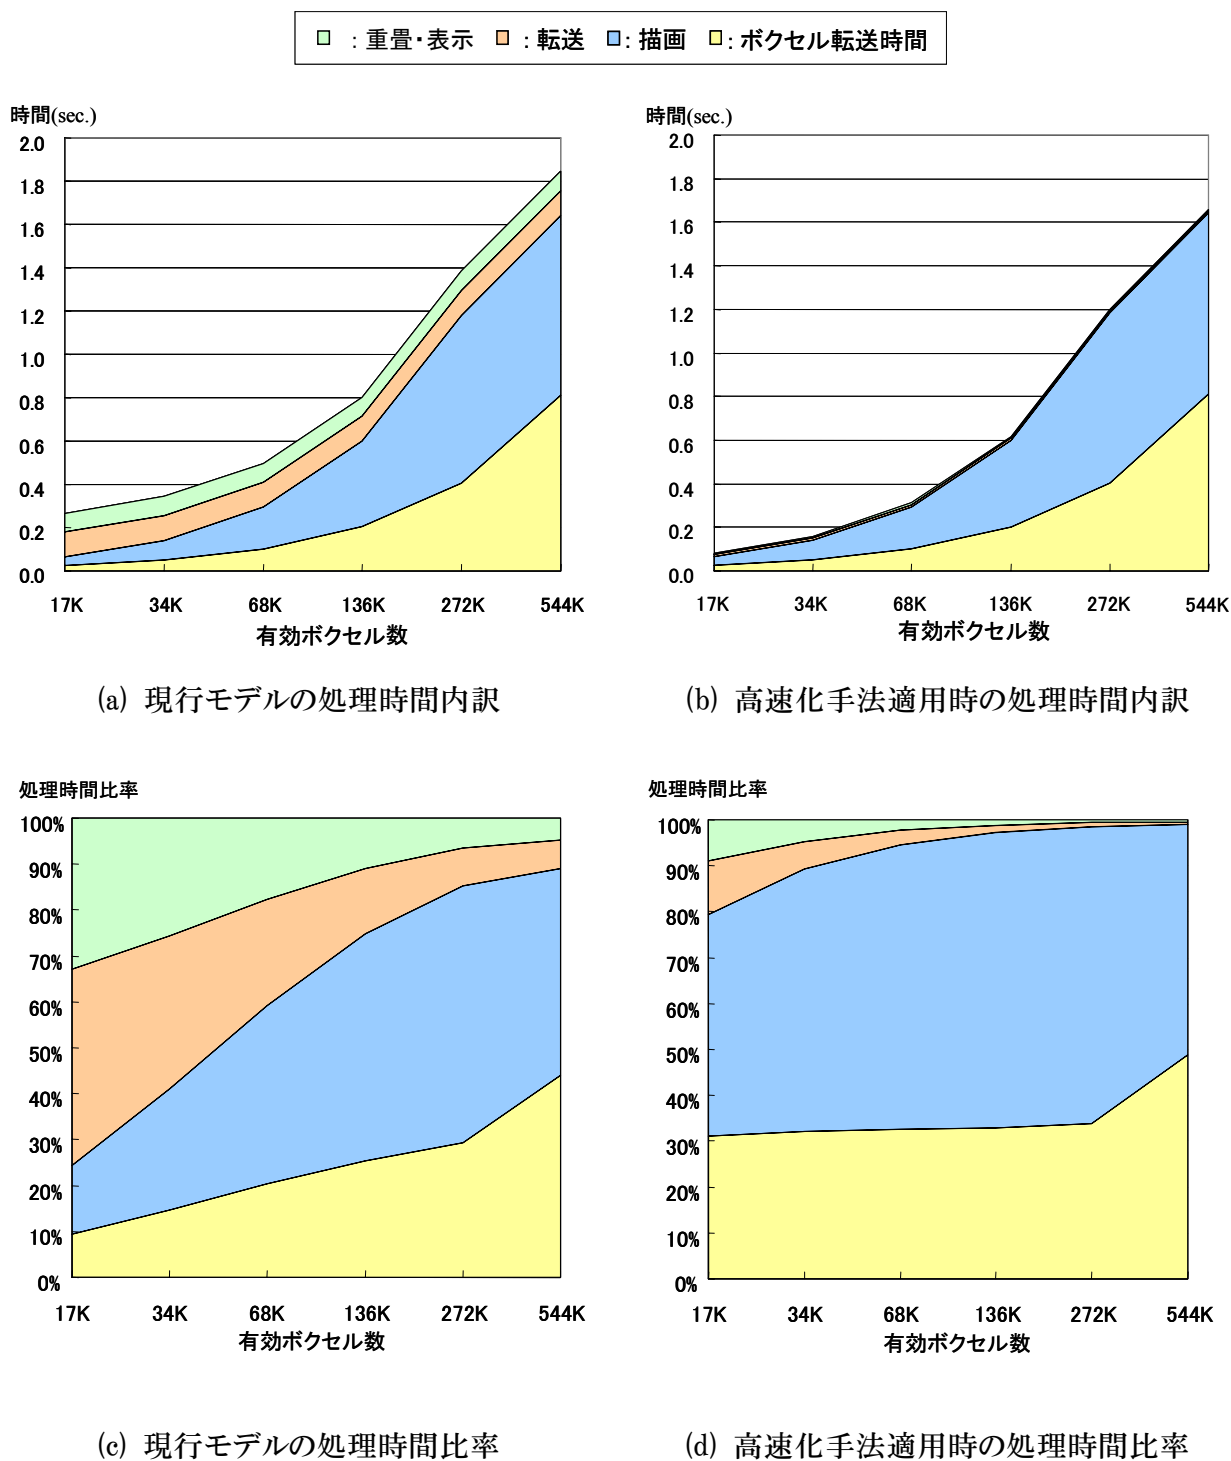 ：重畳・表示 ：転送 ：描画 ：ボクセル転送時間
時間(sec.)
2.0
1.8
1.6
1.4
1.2
1.0
0.8
0.6
0.4
0.2
0.0
17K 34K 68K 136K 272K 544K
有効ボクセル数
(a) 現行モデルの処理時間内訳
時間(sec.)
2.0
1.8
1.6
1.4
1.2
1.0
0.8
0.6
0.4
0.2
0.0
17K 34K 68K 136K 272K 544K
有効ボクセル数
(b) 高速化手法適用時の処理時間内訳
処理時間比率
100%
90%
80%
70%
60%
50%
40%
30%
20%
10%
0%
17K 34K 68K 136K 272K 544K
有効ボクセル数
(c) 現行モデルの処理時間比率
処理時間比率
100%
90%
80%
70%
60%
50%
40%
30%
20%
10%
0%
17K 34K 68K 136K 272K 544K
有効ボクセル数
(d) 高速化手法適用時の処理時間比率